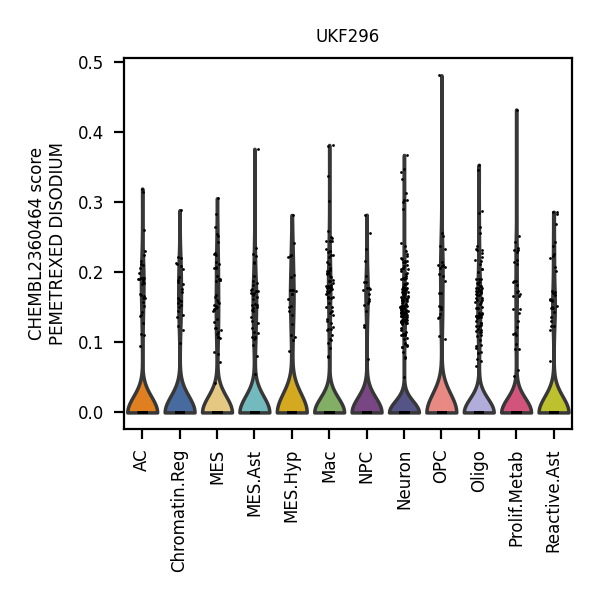 UKF296
CHEMBL2360464 score
PEMETREXED DISODIUM
0.5
0.4
0.3
0.2
0.1
0.0
AC
Chromatin.Reg
MES
MES.Ast
MES.Hyp
Mac
NPC
Neuron
OPC
Oligo
Prolif.Metab
Reactive.Ast